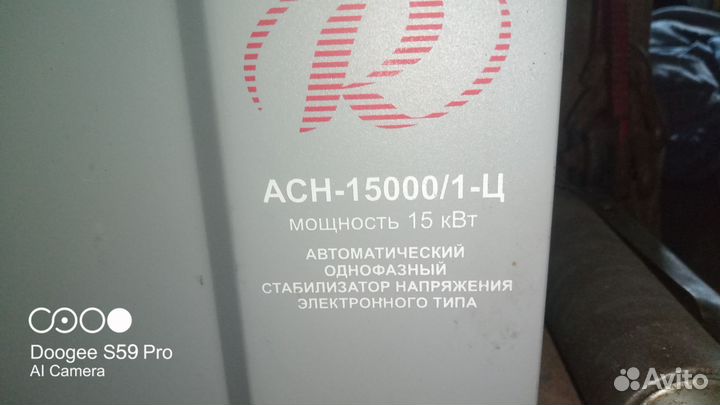 R
АСН-15000/1-Ц
мощность 15 кВт
АВТОМАТИЧЕСКИЙ
ОДНОФАЗНЫЙ
СТАБИЛИЗАТОР НАПРЯЖЕНИЯ
ЭЛЕКТРОННОГО ТИПА
Doogee S59 Pro
AI Camera
Avito